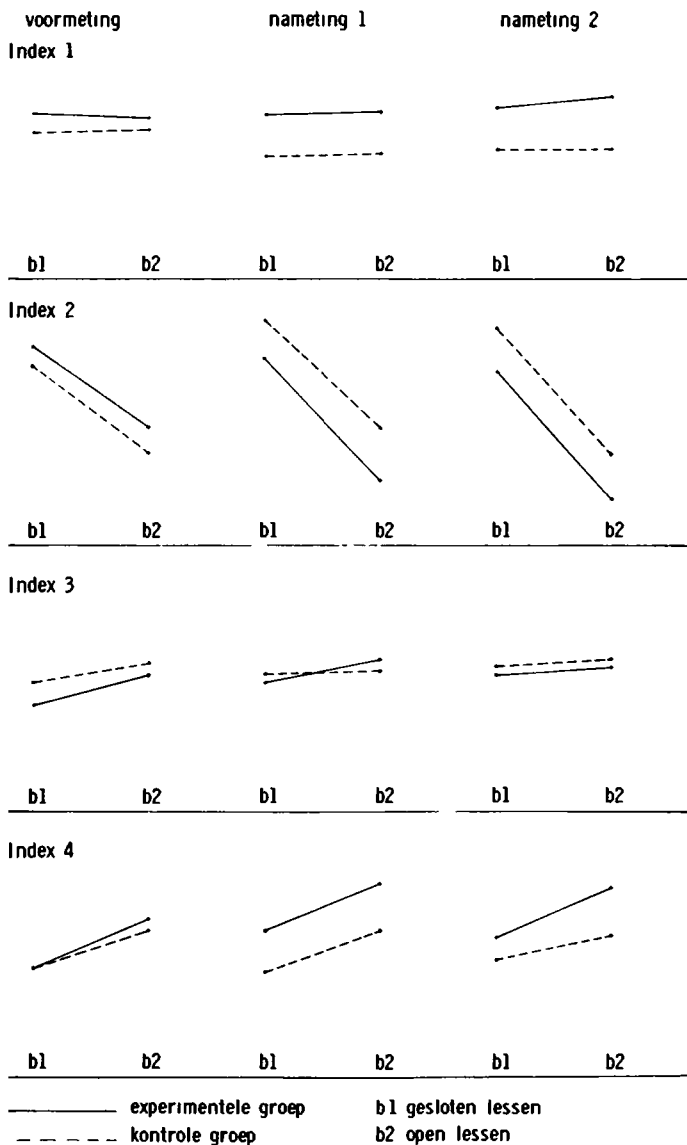 voormeting nameting 1 nameting 2
Index 1
b1 b2 b1 b2 b1 b2
Index 2
b1 b2 b1 b2 b1 b2
Index 3
b1 b2 b1 b2 b1 b2
Index 4
b1 b2 b1 b2 b1 b2
experimentele groep b1 gesloten lessen
kontrole groep b2 open lessen